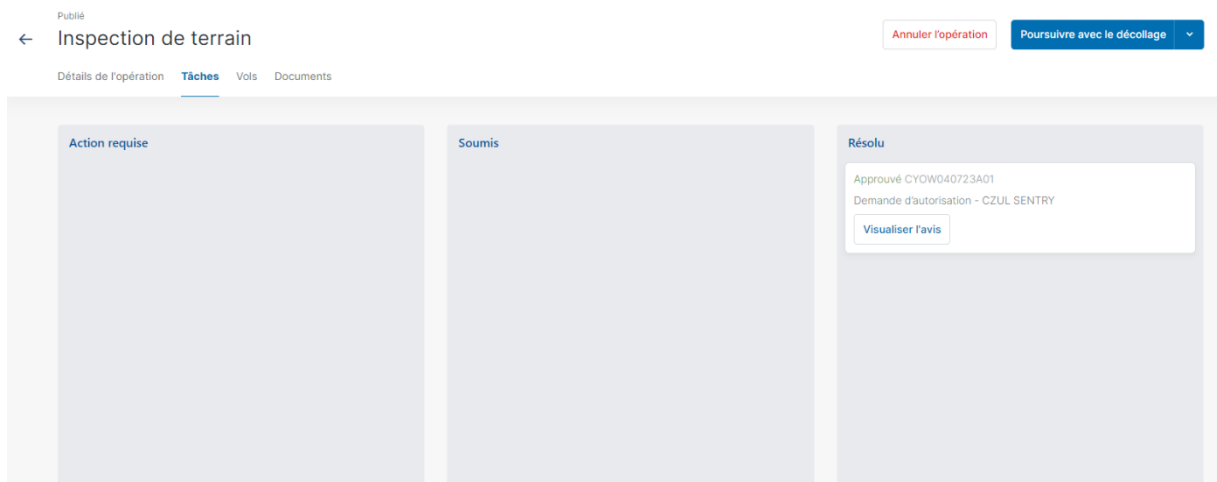 Publié
← Inspection de terrain
Annuler l'opération
Poursuivre avec le décollage
Détails de l'opération Tâches Vols Documents
Action requise
Soumis
Résolu
Approuvé CYOW040723A01
Demande d'autorisation - CZUL SENTRY
Visualiser l'avis